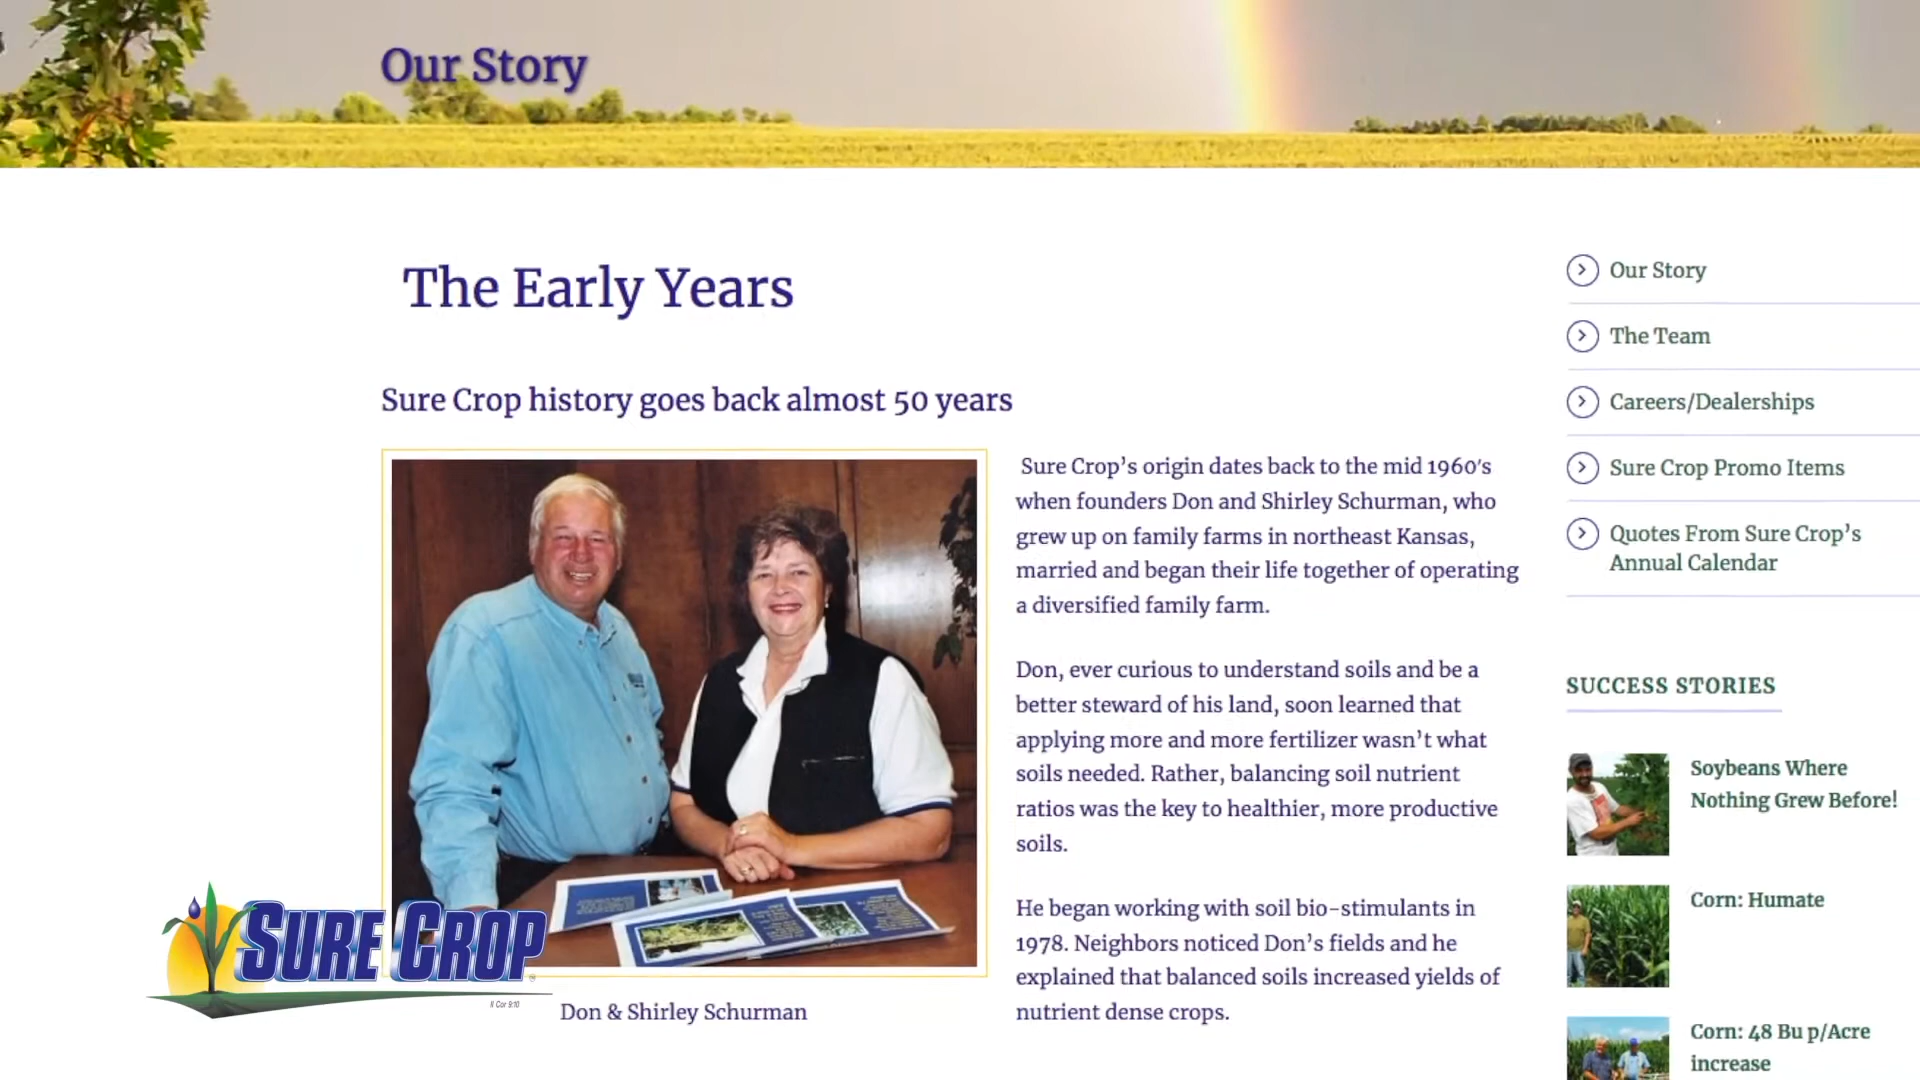 Our Story
The Early Years
Sure Crop history goes back almost 50 years
Sure Crop’s origin dates back to the mid 1960′s
when founders Don and Shirley Schurman, who
grew up on family farms in northeast Kansas,
married and began their life together of operating
a diversified family farm.
Don, ever curious to understand soils and be a
better steward of his land, soon learned that
applying more and more fertilizer wasn’t what
soils needed. Rather, balancing soil nutrient
ratios was the key to healthier, more productive
soils.
He began working with soil bio-stimulants in
1978. Neighbors noticed Don’s fields and he
explained that balanced soils increased yields of
nutrient dense crops.
Don & Shirley Schurman
SURE CROP
II Cor 9:10
Our Story
The Team
Careers/Dealerships
Sure Crop Promo Items
Quotes From Sure Crop’s
Annual Calendar
SUCCESS STORIES
Soybeans Where
Nothing Grew Before!
Corn: Humate
Corn: 48 Bu p/Acre
increase